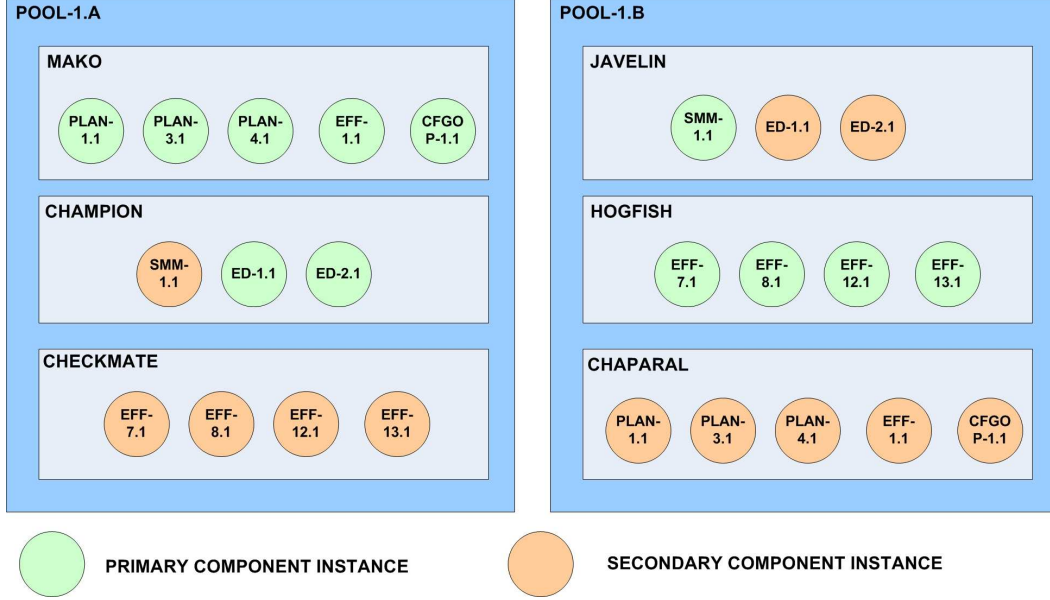 POOL-1.A
MAKO
PLAN-
1.1
PLAN-
3.1
PLAN-
4.1
EFF-
1.1
CFGO
P-1.1
CHAMPION
SMM-
1.1
ED-1.1
ED-2.1
CHECKMATE
EFF-
7.1
EFF-
8.1
EFF-
12.1
EFF-
13.1
POOL-1.B
JAVELIN
SMM-
1.1
ED-1.1
ED-2.1
HOGFISH
EFF-
7.1
EFF-
8.1
EFF-
12.1
EFF-
13.1
CHAPARAL
PLAN-
1.1
PLAN-
3.1
PLAN-
4.1
EFF-
1.1
CFGO
P-1.1
PRIMARY COMPONENT INSTANCE
SECONDARY COMPONENT INSTANCE